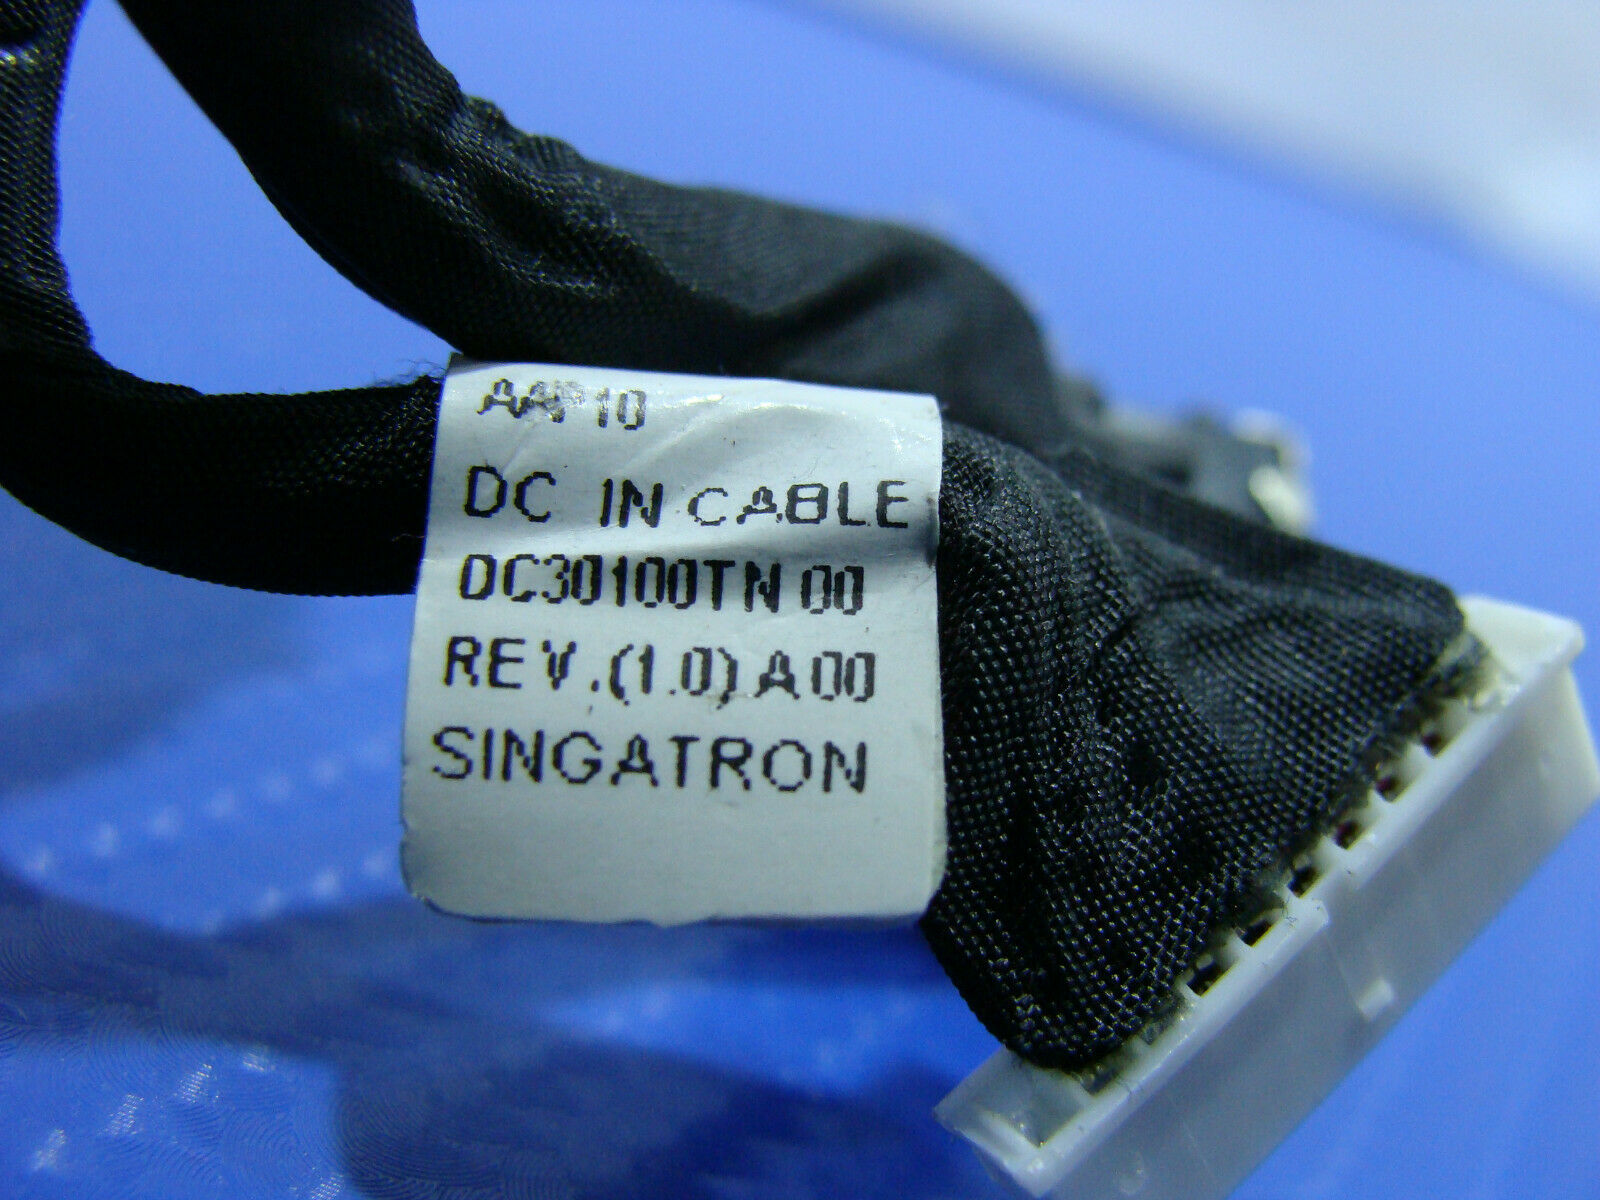 AAP10
DC IN CABLE
DC30100TN00
REV.(1.0)A00
SINGATRON